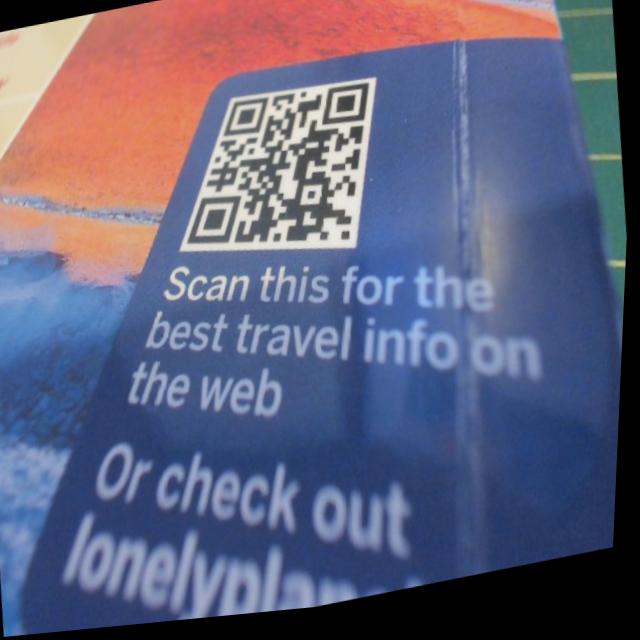 Scan this for the
best travel info on
the web
Or check out